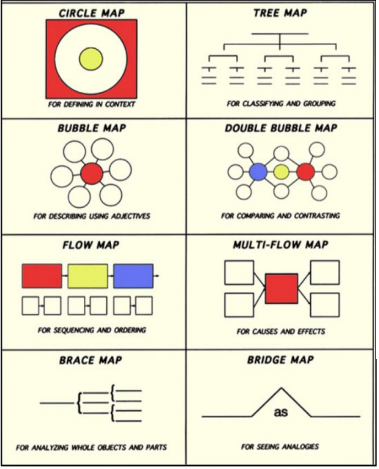 CIRCLE MAP
FOR DEFINING IN CONTEXT
TREE MAP
FOR CLASSIFYING AND GROUPING
BUBBLE MAP
FOR DESCRIBING USING ADJECTIVES
DOUBLE BUBBLE MAP
FOR COMPARING AND CONTRASTING
FLOW MAP
FOR SEQUENCING AND ORDERING
MULTI-FLOW MAP
FOR CAUSES AND EFFECTS
BRACE MAP
FOR ANALYZING WHOLE OBJECTS AND PARTS
BRIDGE MAP
as
FOR SEEING ANALOGIES